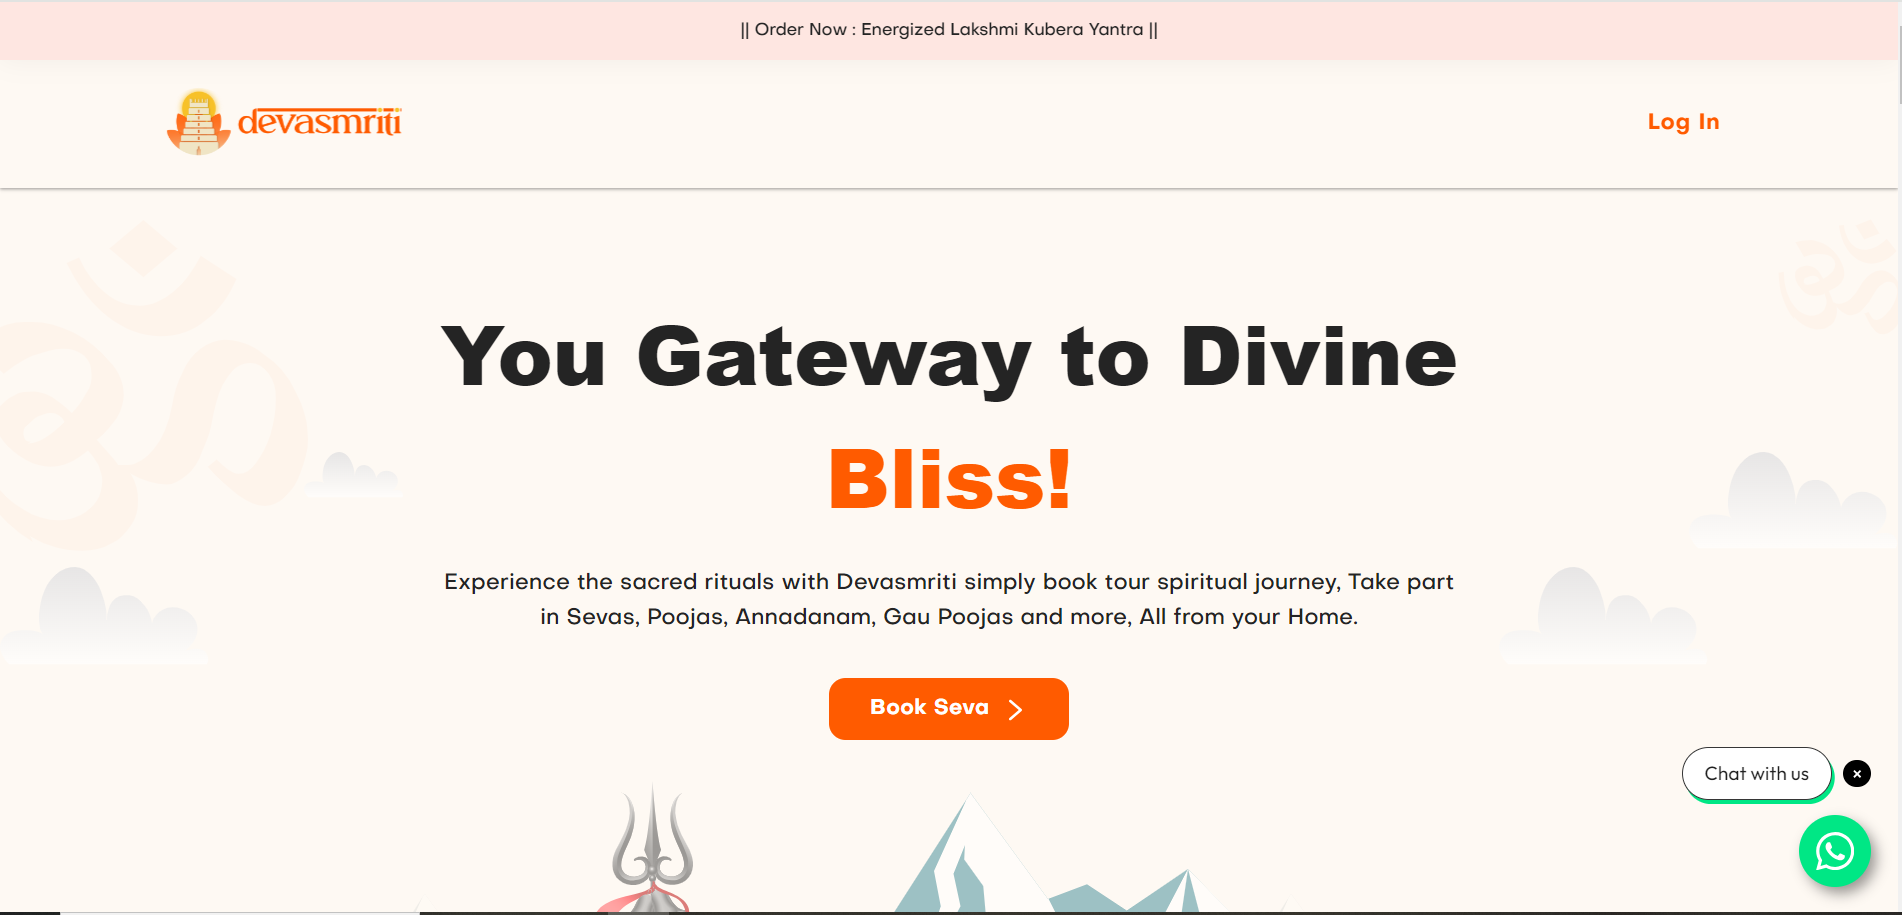 || Order Now : Energized Lakshmi Kubera Yantra ||
devasmriti
Log In
You Gateway to Divine
Bliss!
Experience the sacred rituals with Devasmriti simply book tour spiritual journey, Take part
in Sevas, Poojas, Annadanam, Gau Poojas and more, All from your Home.
Book Seva
Chat with us